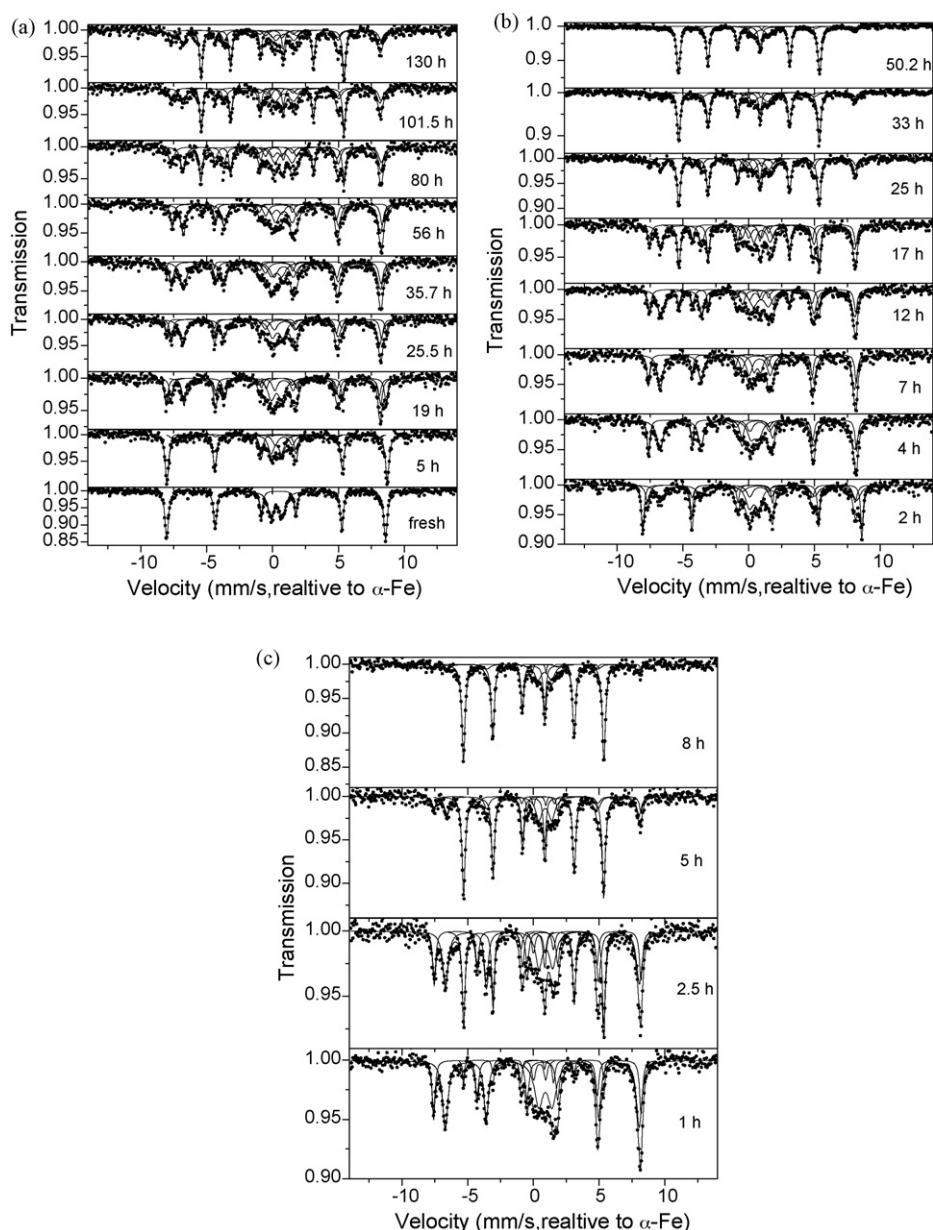 (a)
Transmission
1.00
0.95
130 h
1.00
0.95
101.5 h
1.00
0.95
80 h
1.00
0.95
56 h
1.00
0.95
35.7 h
1.00
0.95
25.5 h
1.00
0.95
19 h
1.00
0.95
5 h
1.00
0.95
0.90
0.85
fresh
-10 -5 0 5 10
Velocity (mm/s,realtive to α-Fe)
(b)
Transmission
1.0
0.9
50.2 h
1.0
0.9
33 h
1.00
0.95
0.90
25 h
1.00
0.95
17 h
1.00
0.95
12 h
1.00
0.95
7 h
1.00
0.95
4 h
1.00
0.95
0.90
2 h
-10 -5 0 5 10
Velocity (mm/s,realtive to α-Fe)
(c)
Transmission
1.00
0.95
0.90
0.85
8 h
1.00
0.95
0.90
5 h
1.00
0.95
2.5 h
1.00
0.95
0.90
1 h
-10 -5 0 5 10
Velocity (mm/s,realtive to α-Fe)